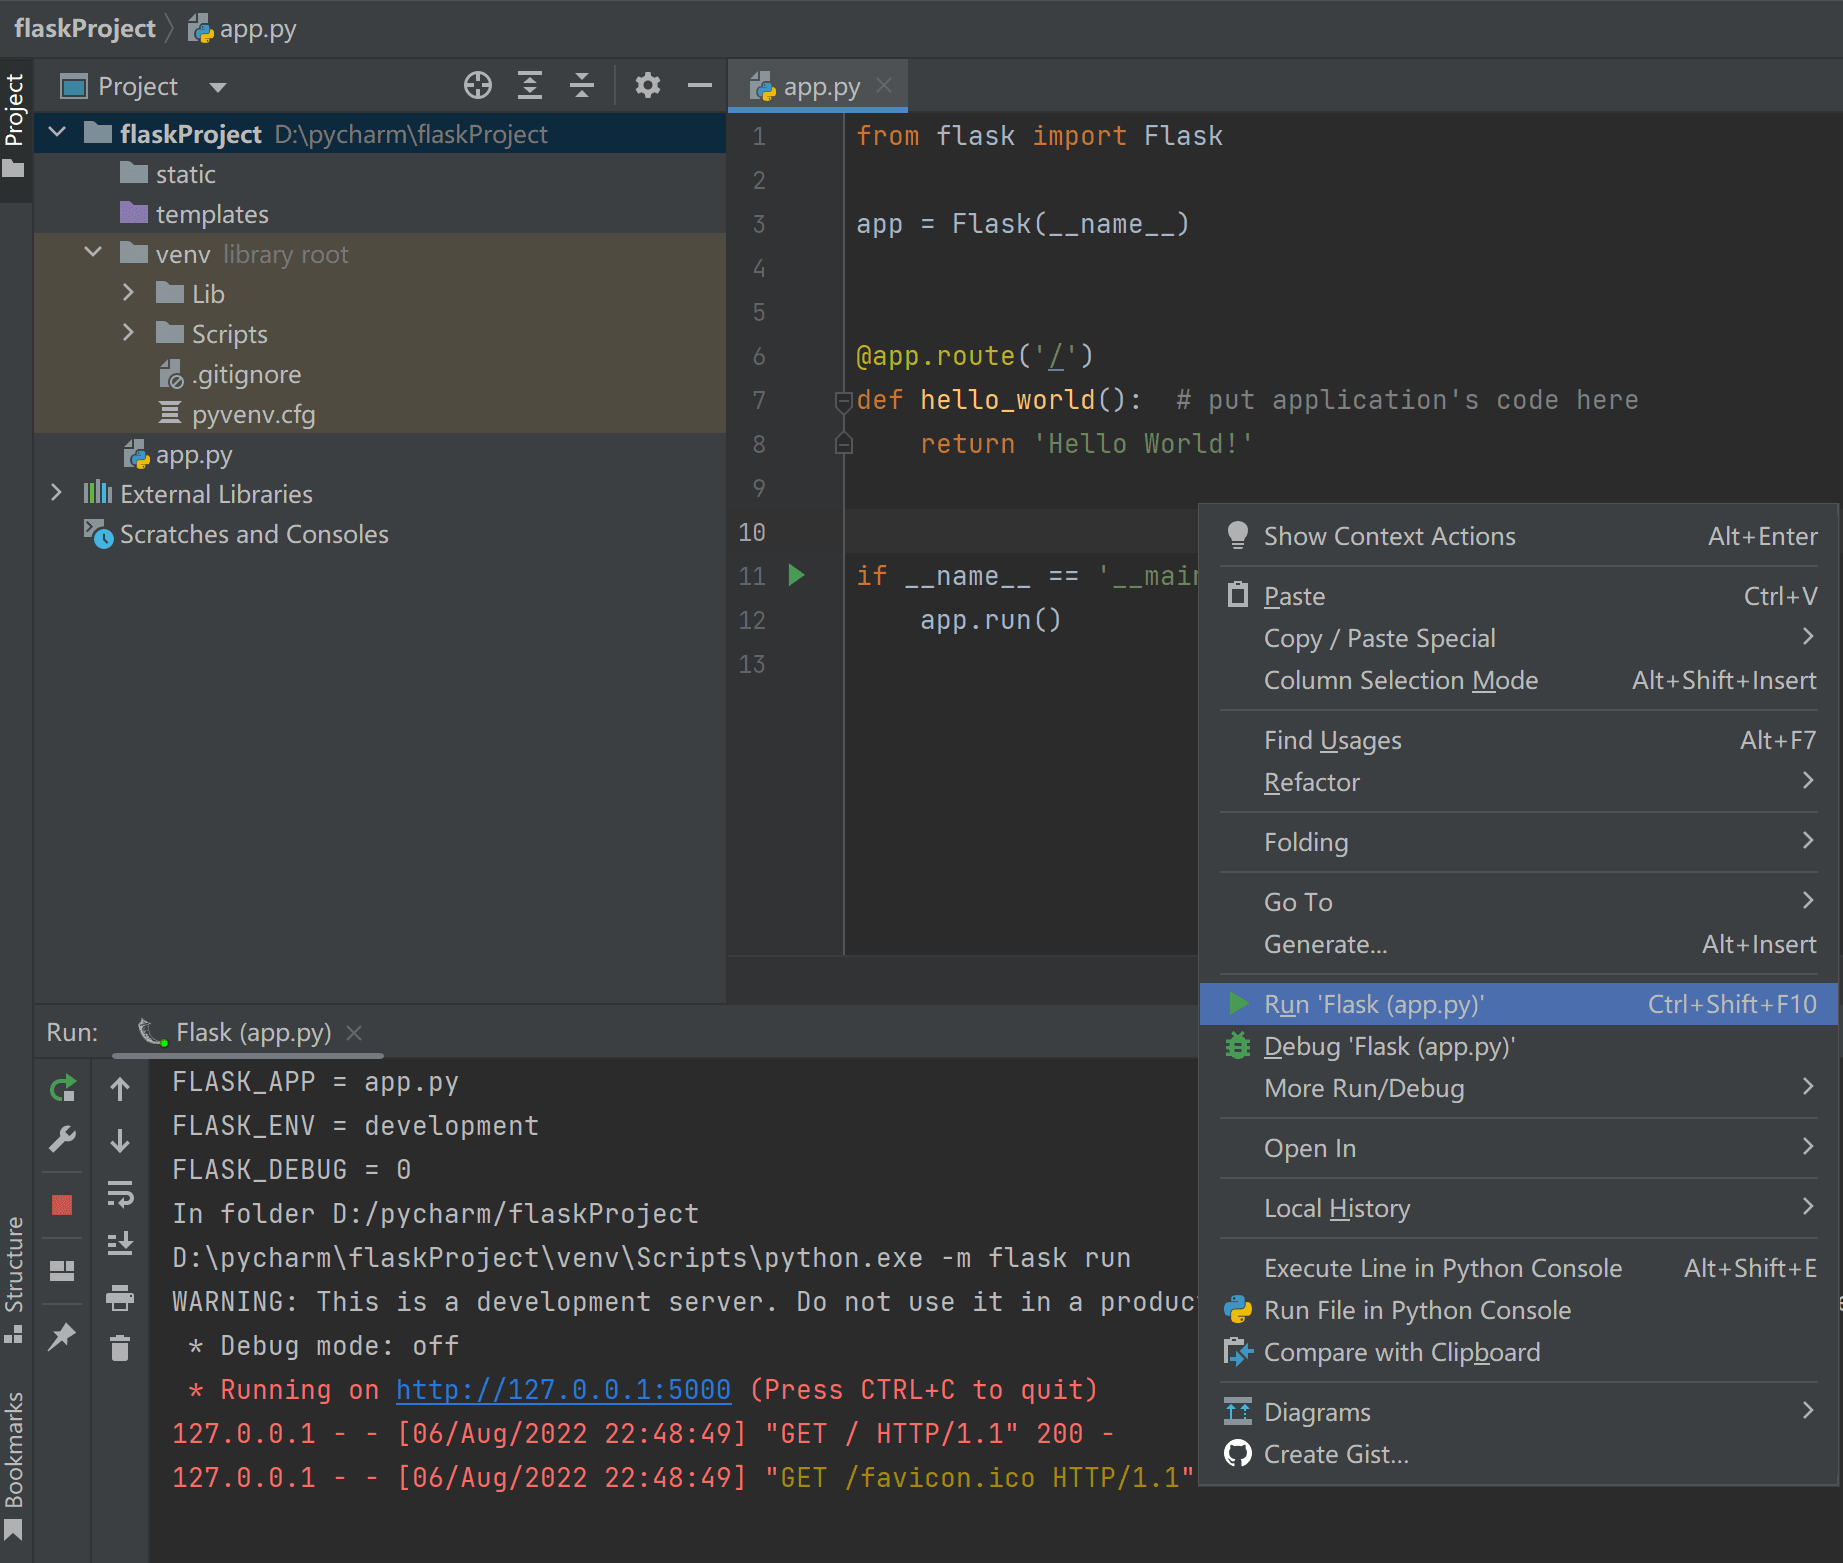 flaskProject
app.py
Project
Project
flaskProject D:\pycharm\flaskProject
static
templates
venv library root
Lib
Scripts
.gitignore
pyvenv.cfg
app.py
External Libraries
Scratches and Consoles
app.py
1 from flask import Flask
2
3 app = Flask(__name__)
4
5
6 @app.route('/')
7 def hello_world():  # put application's code here
8     return 'Hello World!'
9
10
11 if __name__ == '__main
12     app.run()
13
Show Context Actions Alt+Enter
Paste Ctrl+V
Copy / Paste Special
Column Selection Mode Alt+Shift+Insert
Find Usages Alt+F7
Refactor
Folding
Go To
Generate... Alt+Insert
Run 'Flask (app.py)' Ctrl+Shift+F10
Debug 'Flask (app.py)'
More Run/Debug
Open In
Local History
Execute Line in Python Console Alt+Shift+E
Run File in Python Console
Compare with Clipboard
Diagrams
Create Gist...
Run: Flask (app.py)
FLASK_APP = app.py
FLASK_ENV = development
FLASK_DEBUG = 0
In folder D:/pycharm/flaskProject
D:\pycharm\flaskProject\venv\Scripts\python.exe -m flask run
WARNING: This is a development server. Do not use it in a produc
 * Debug mode: off
 * Running on http://127.0.0.1:5000 (Press CTRL+C to quit)
127.0.0.1 - - [06/Aug/2022 22:48:49] "GET / HTTP/1.1" 200 -
127.0.0.1 - - [06/Aug/2022 22:48:49] "GET /favicon.ico HTTP/1.1"
Structure
Bookmarks